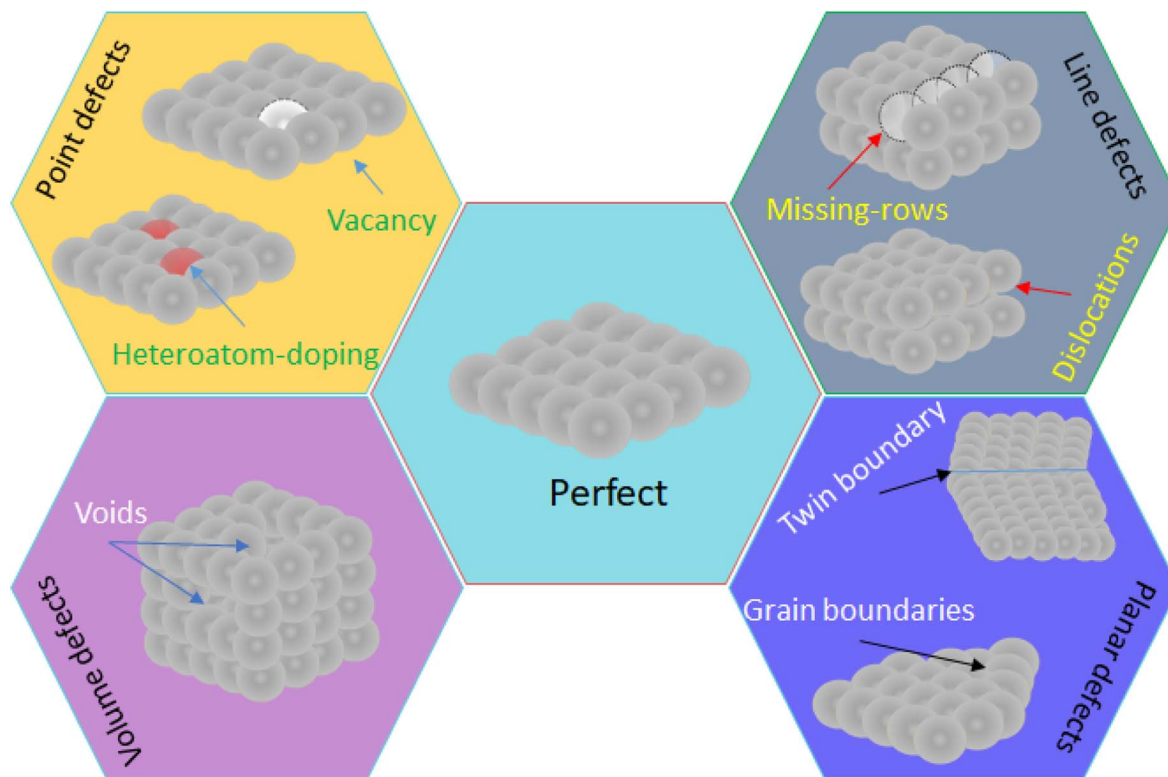 Point defects
Vacancy
Heteroatom-doping
Line defects
Missing-rows
Dislocations
Perfect
Voids
Volume defects
Twin boundary
Grain boundaries
Planar defects